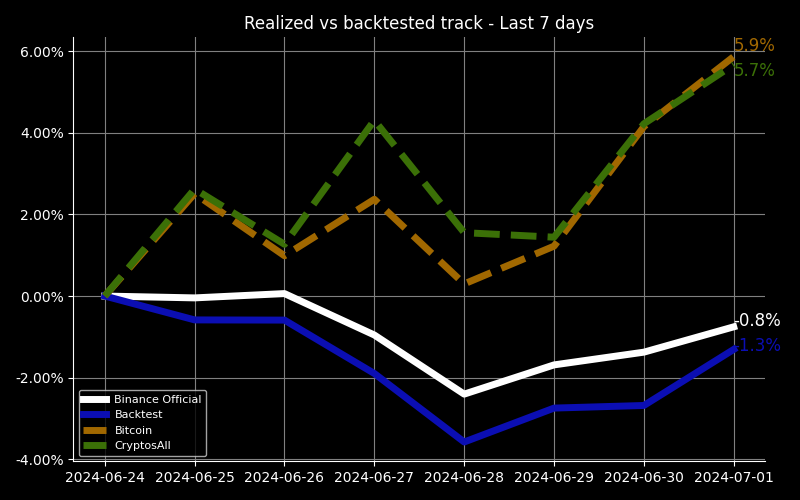 Realized vs backtested track - Last 7 days
6.00%
4.00%
2.00%
0.00%
-2.00%
-4.00%
5.9%
5.7%
-0.8%
-1.3%
Binance Official
Backtest
Bitcoin
CryptosAll
2024-06-24 2024-06-25 2024-06-26 2024-06-27 2024-06-28 2024-06-29 2024-06-30 2024-07-01